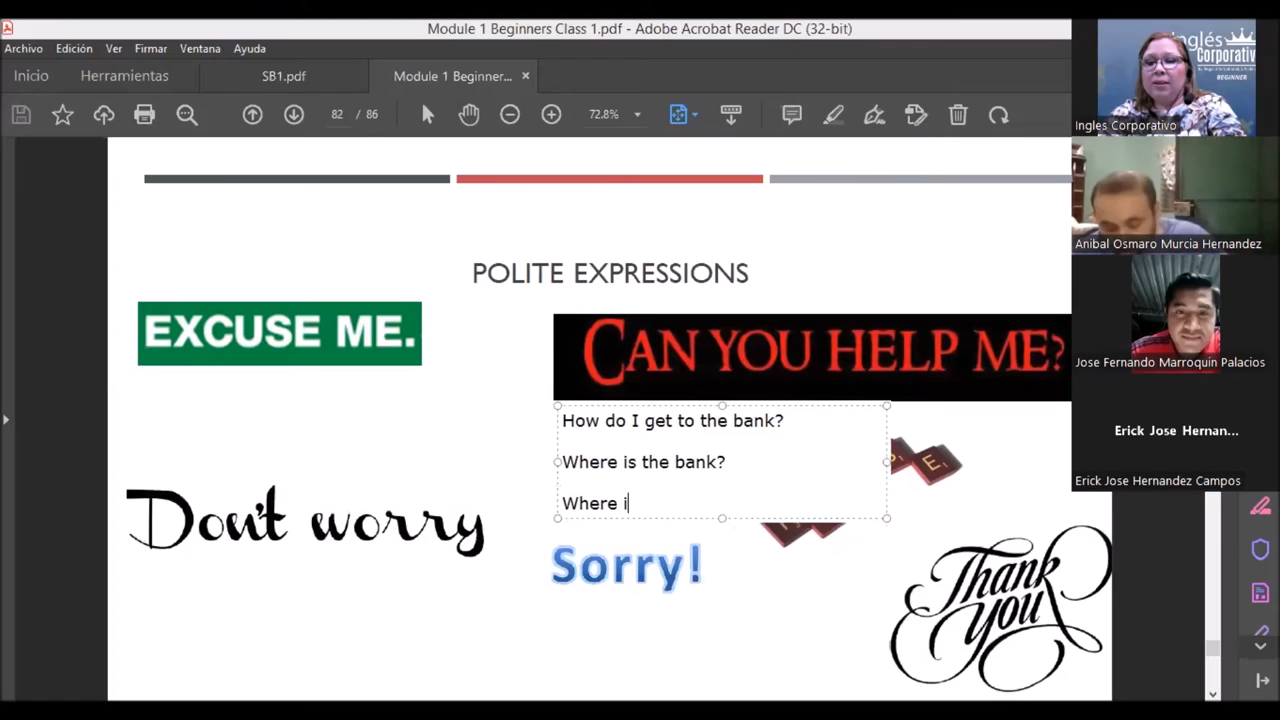 Module 1 Beginners Class 1.pdf - Adobe Acrobat Reader DC (32-bit)
Archivo Edición Ver Firmar Ventana Ayuda
Inicio Herramientas SB1.pdf Module 1 Beginner... ×
82 / 86 72.8%
POLITE EXPRESSIONS
EXCUSE ME.
CAN YOU HELP ME?
How do I get to the bank?
Where is the bank?
Where i
E
Don't worry
Sorry!
Thank
you
Inglés
Corporativ
BEGINNER
Ingles Corporativo
Anibal Osmaro Murcia Hernandez
Jose Fernando Marroquin Palacios
Erick Jose Hernan...
Erick Jose Hernandez Campos